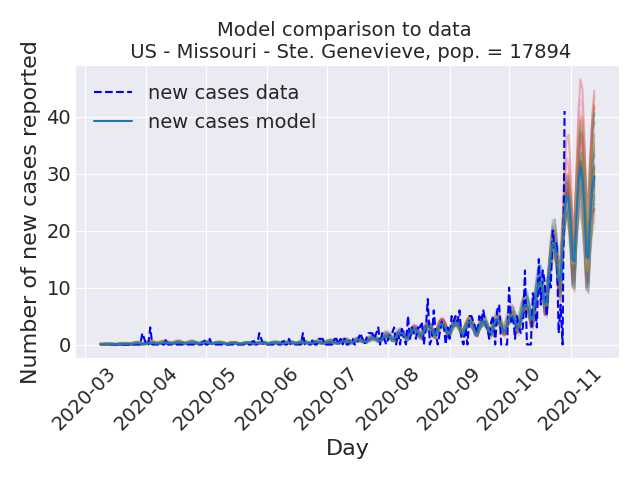 Model comparison to data
US - Missouri - Ste. Genevieve, pop. = 17894
Number of new cases reported
new cases data
new cases model
40
30
20
10
0
2020-03
2020-04
2020-05
2020-06
2020-07
2020-08
2020-09
2020-10
2020-11
Day